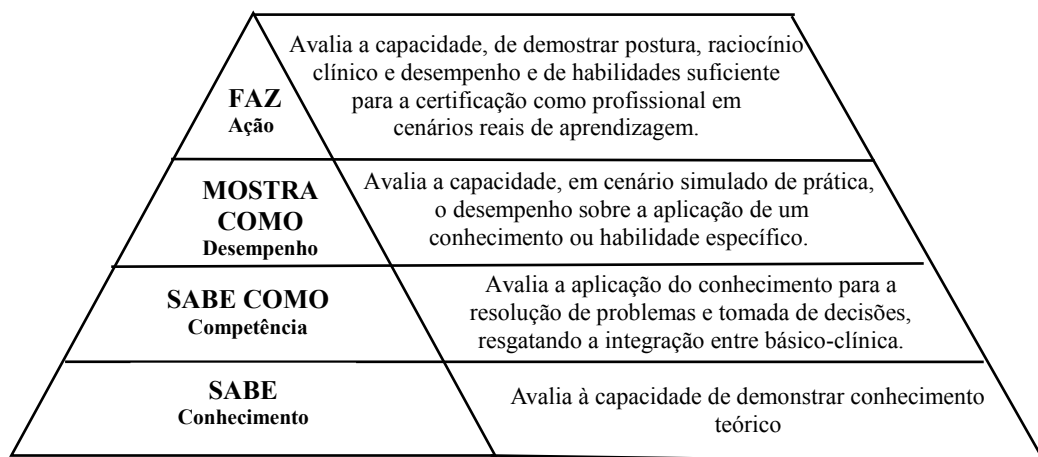 FAZ
Ação
Avalia a capacidade, de demostrar postura, raciocínio
clínico e desempenho e de habilidades suficiente
para a certificação como profissional em
cenários reais de aprendizagem.
MOSTRA
COMO
Desempenho
Avalia a capacidade, em cenário simulado de prática,
o desempenho sobre a aplicação de um
conhecimento ou habilidade específico.
SABE COMO
Competência
Avalia a aplicação do conhecimento para a
resolução de problemas e tomada de decisões,
resgatando a integração entre básico-clínica.
SABE
Conhecimento
Avalia à capacidade de demonstrar conhecimento
teórico